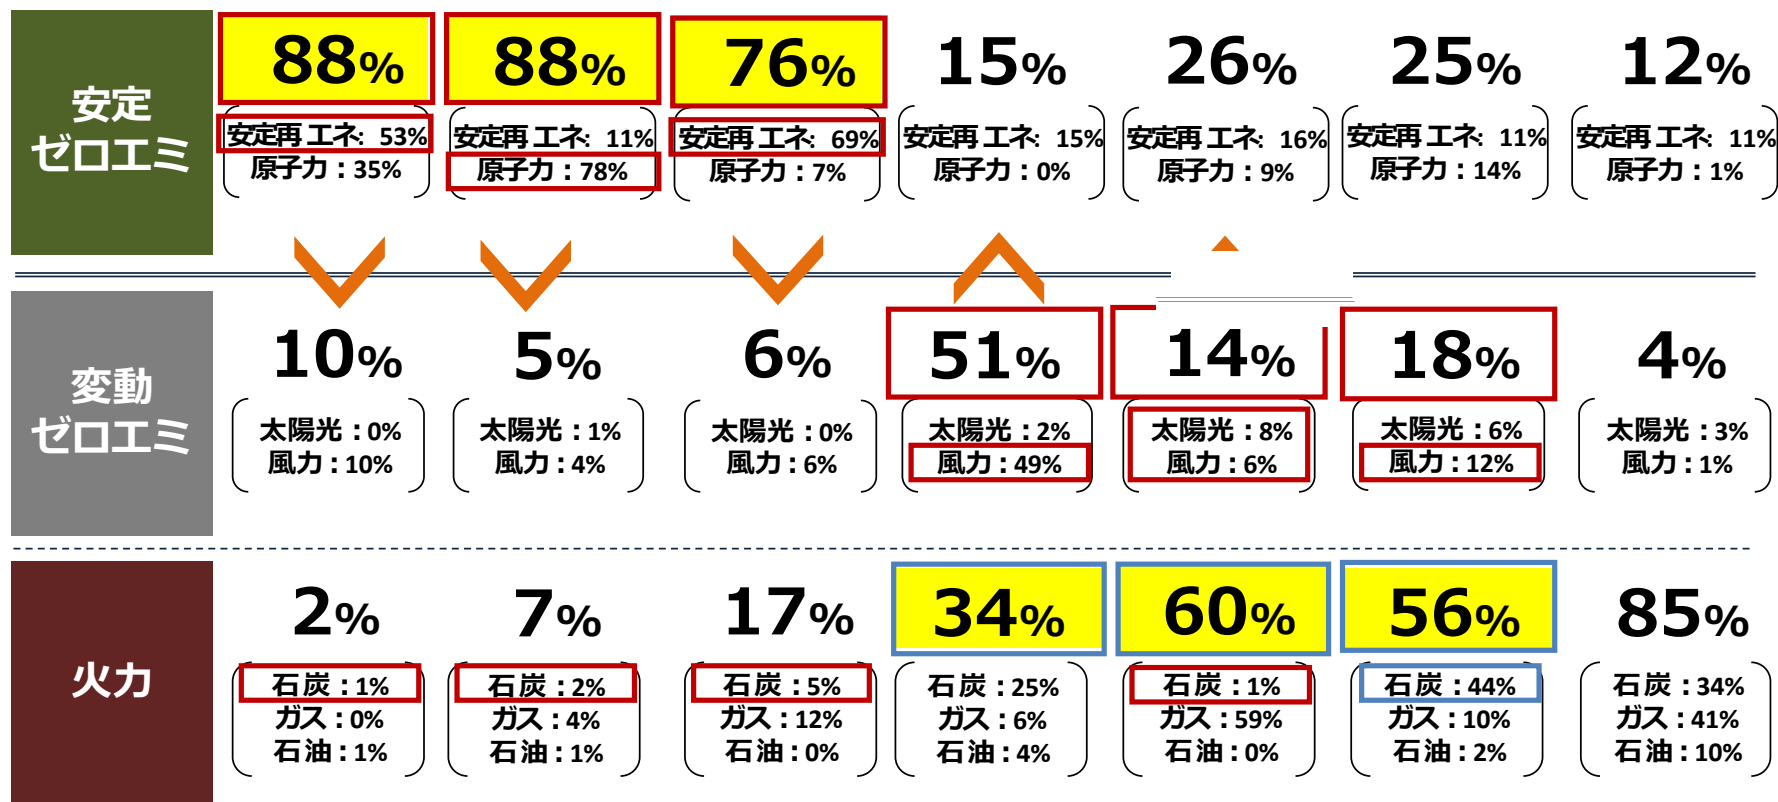 安定
ゼロエミ
88% 88% 76% 15% 26% 25% 12%
安定再エネ: 53% 安定再エネ: 11% 安定再エネ: 69% 安定再エネ: 15% 安定再エネ: 16% 安定再エネ: 11% 安定再エネ: 11%
原子力:35% 原子力:78% 原子力:7% 原子力:0% 原子力:9% 原子力:14% 原子力:1%
変動
ゼロエミ
10% 5% 6% 51% 14% 18% 4%
太陽光:0% 太陽光:1% 太陽光:0% 太陽光:2% 太陽光:8% 太陽光:6% 太陽光:3%
風力:10% 風力:4% 風力:6% 風力:49% 風力:6% 風力:12% 風力:1%
火力
2% 7% 17% 34% 60% 56% 85%
石炭:1% 石炭:2% 石炭:5% 石炭:25% 石炭:1% 石炭:44% 石炭:34%
ガス:0% ガス:4% ガス:12% ガス:6% ガス:59% ガス:10% ガス:41%
石油:1% 石油:1% 石油:0% 石油:4% 石油:0% 石油:2% 石油:10%